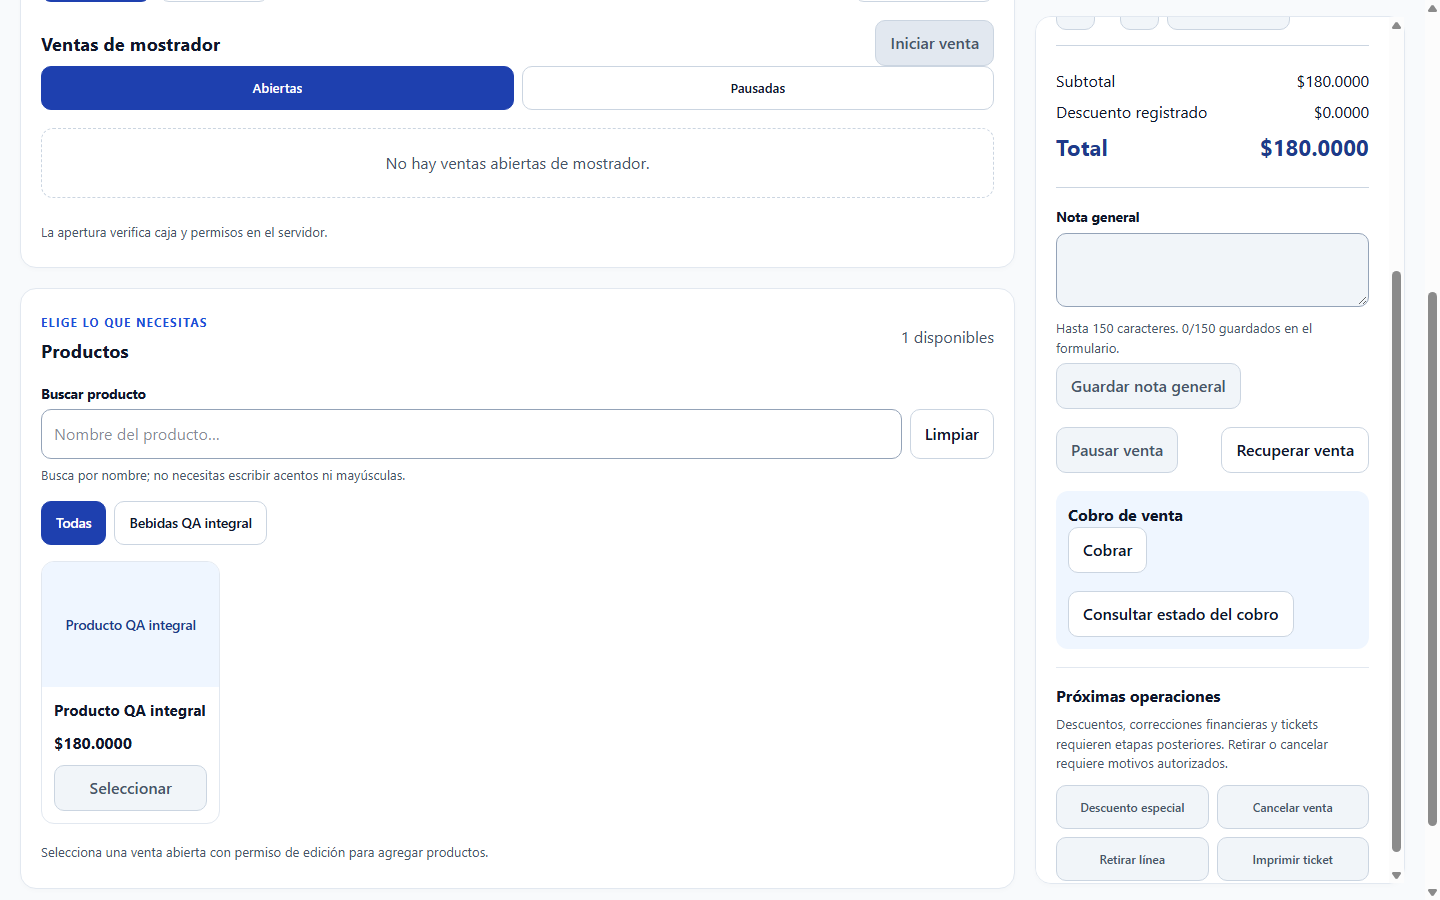 Ventas de mostrador
Iniciar venta
Abiertas
Pausadas
No hay ventas abiertas de mostrador.
La apertura verifica caja y permisos en el servidor.
ELIGE LO QUE NECESITAS
Productos
1 disponibles
Buscar producto
Nombre del producto...
Limpiar
Busca por nombre; no necesitas escribir acentos ni mayúsculas.
Todas
Bebidas QA integral
Producto QA integral
Producto QA integral
$180.0000
Seleccionar
Selecciona una venta abierta con permiso de edición para agregar productos.
Subtotal
$180.0000
Descuento registrado
$0.0000
Total
$180.0000
Nota general
Hasta 150 caracteres. 0/150 guardados en el
formulario.
Guardar nota general
Pausar venta
Recuperar venta
Cobro de venta
Cobrar
Consultar estado del cobro
Próximas operaciones
Descuentos, correcciones financieras y tickets
requieren etapas posteriores. Retirar o cancelar
requiere motivos autorizados.
Descuento especial
Cancelar venta
Retirar línea
Imprimir ticket